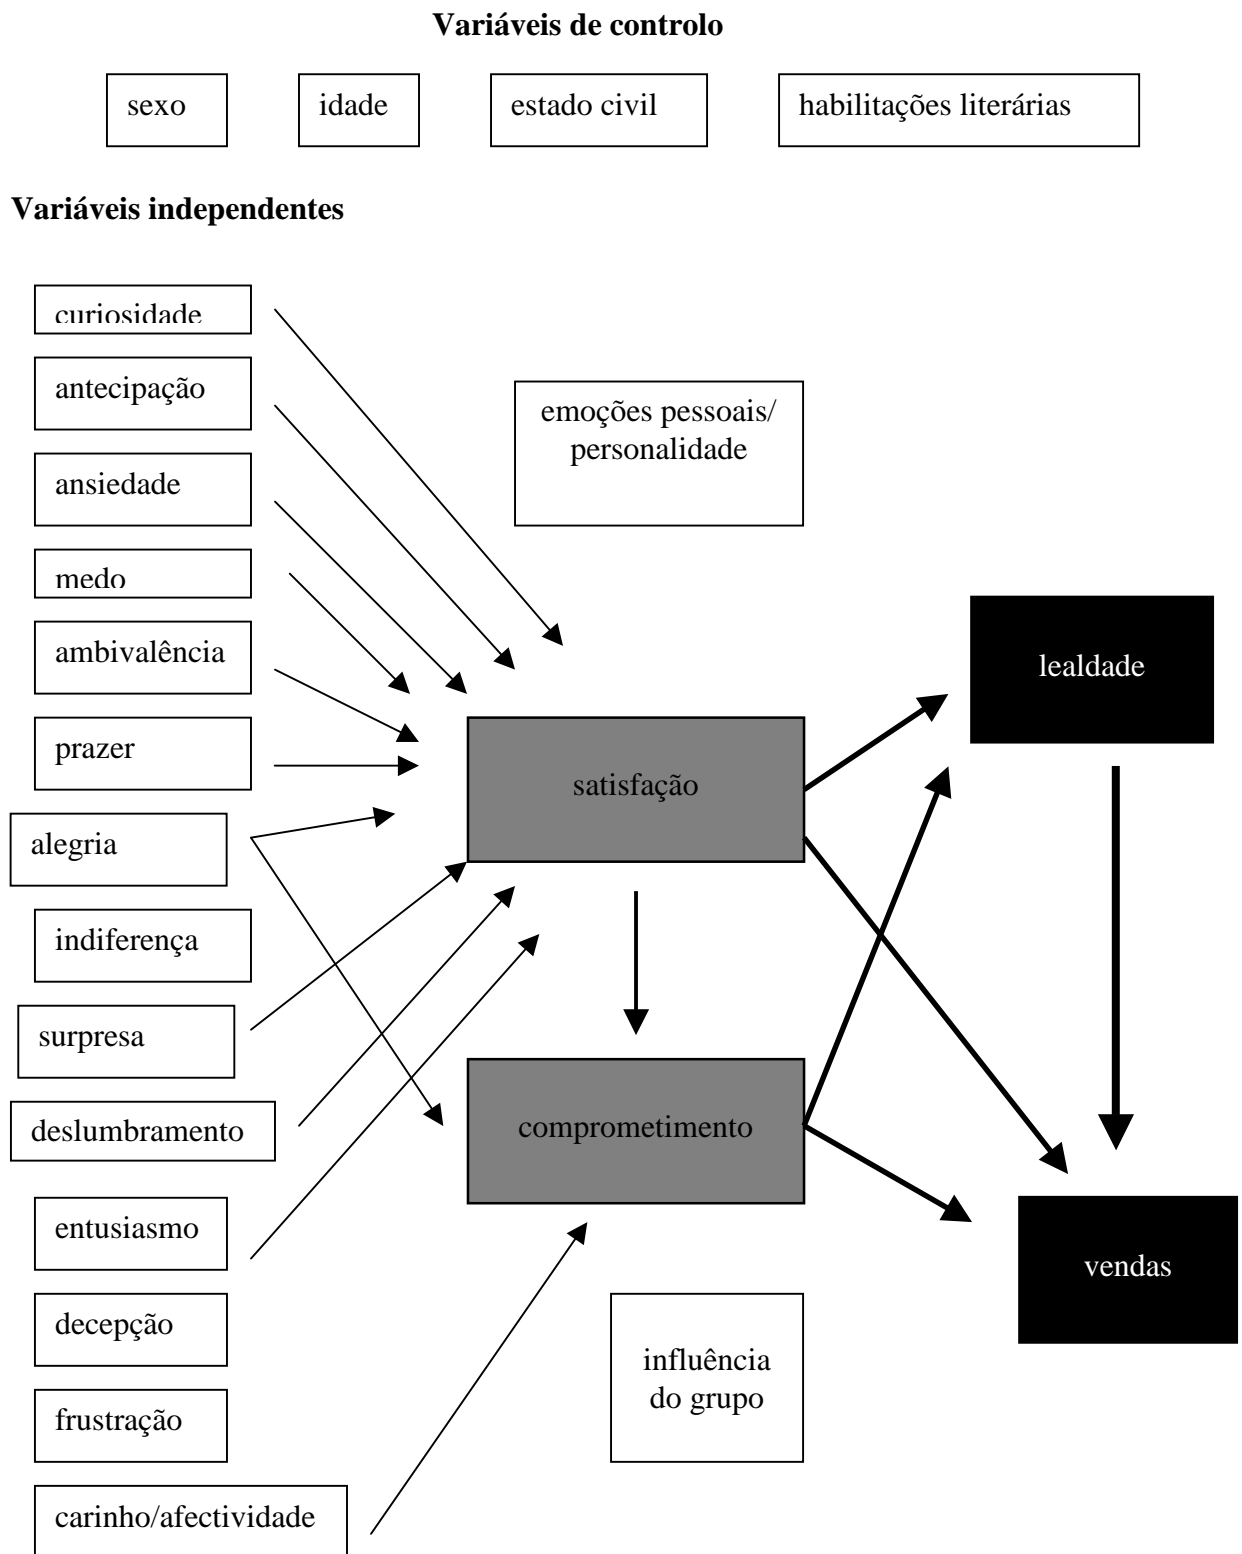 Variáveis de controlo
sexo
idade
estado civil
habilitações literárias
Variáveis independentes
curiosidade
antecipação
ansiedade
medo
ambivalência
prazer
alegria
indiferença
surpresa
deslumbramento
entusiasmo
decepção
frustração
carinho/afectividade
emoções pessoais/
personalidade
satisfação
comprometimento
influência
do grupo
lealdade
vendas